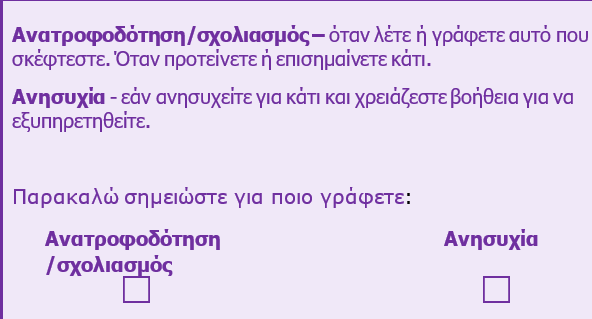 Ανατροφοδότηση/σχολιασμός – όταν λέτε ή γράφετε αυτό που
σκέφτεστε. Όταν προτείνετε ή επισημαίνετε κάτι.
Ανησυχία - εάν ανησυχείτε για κάτι και χρειάζεστε βοήθεια για να
εξυπηρετηθείτε.
Παρακαλώ σημειώστε για ποιο γράφετε:
Ανατροφοδότηση
/σχολιασμός
Ανησυχία